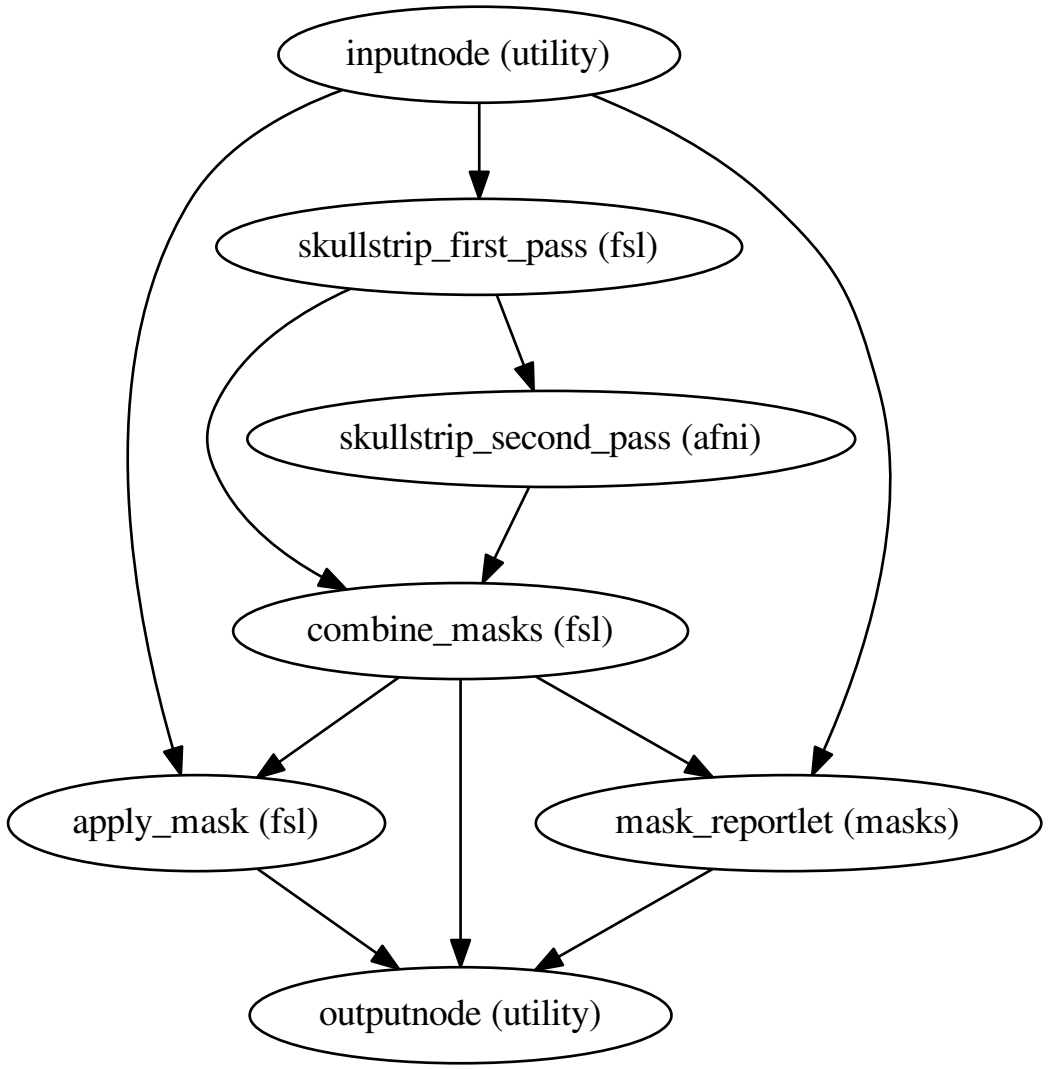 inputnode (utility)
skullstrip_first_pass (fsl)
skullstrip_second_pass (afni)
combine_masks (fsl)
apply_mask (fsl)
mask_reportlet (masks)
outputnode (utility)